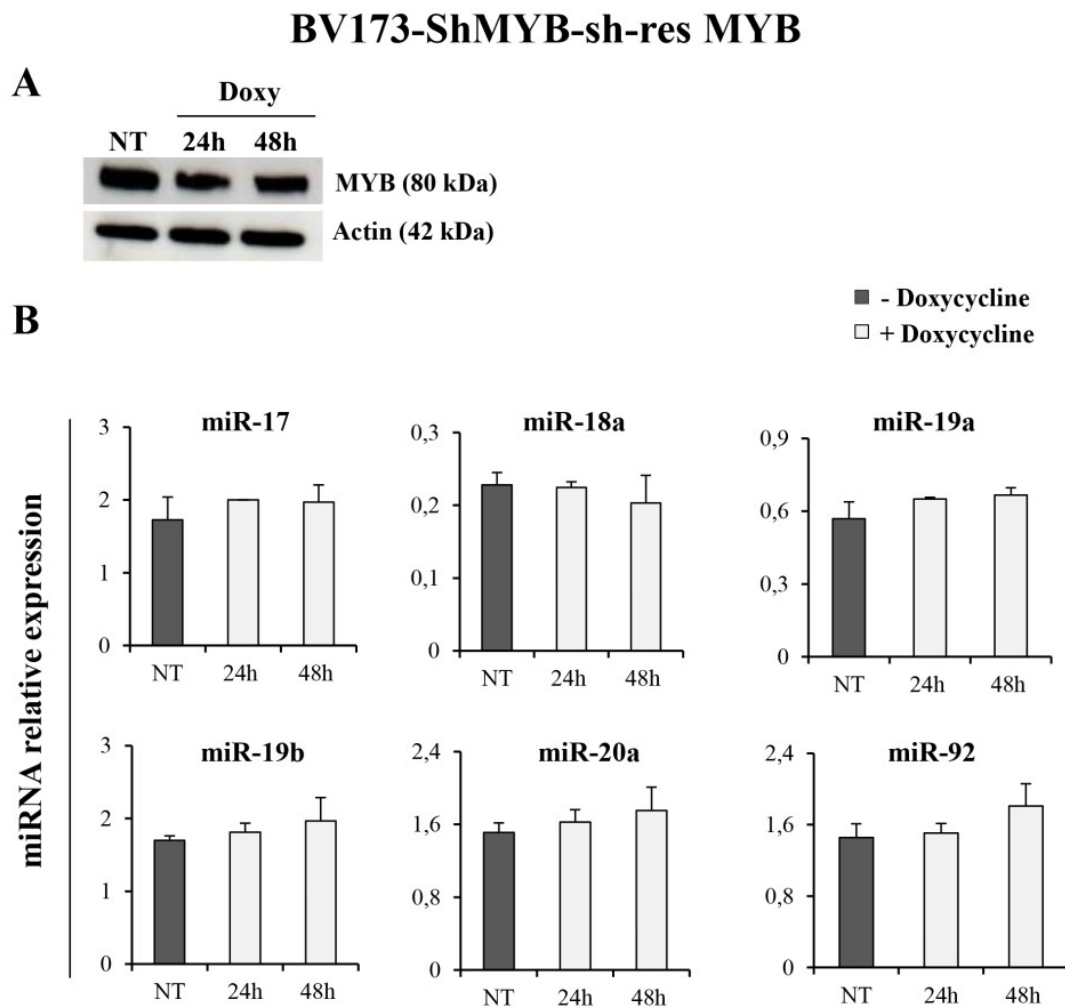 BV173-ShMYB-sh-res MYB
A
Doxy
NT 24h 48h
MYB (80 kDa)
Actin (42 kDa)
- Doxycycline
+ Doxycycline
B
miRNA relative expression
miR-17
3
2
1
0
NT 24h 48h
miR-18a
0,3
0,2
0,1
0
NT 24h 48h
miR-19a
0,9
0,6
0,3
0
NT 24h 48h
miR-19b
3
2
1
0
NT 24h 48h
miR-20a
2,4
1,6
0,8
0
NT 24h 48h
miR-92
2,4
1,6
0,8
0
NT 24h 48h